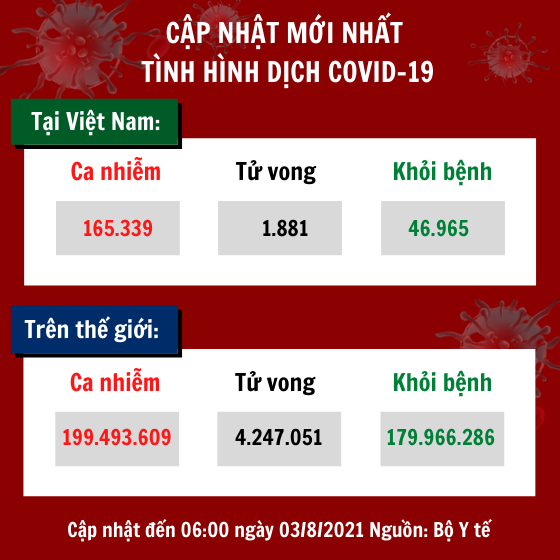 CẬP NHẬT MỚI NHẤT
TÌNH HÌNH DỊCH COVID-19
Tại Việt Nam:
Ca nhiễm Tử vong Khỏi bệnh
165.339 1.881 46.965
Trên thế giới:
Ca nhiễm Tử vong Khỏi bệnh
199.493.609 4.247.051 179.966.286
Cập nhật đến 06:00 ngày 03/8/2021 Nguồn: Bộ Y tế